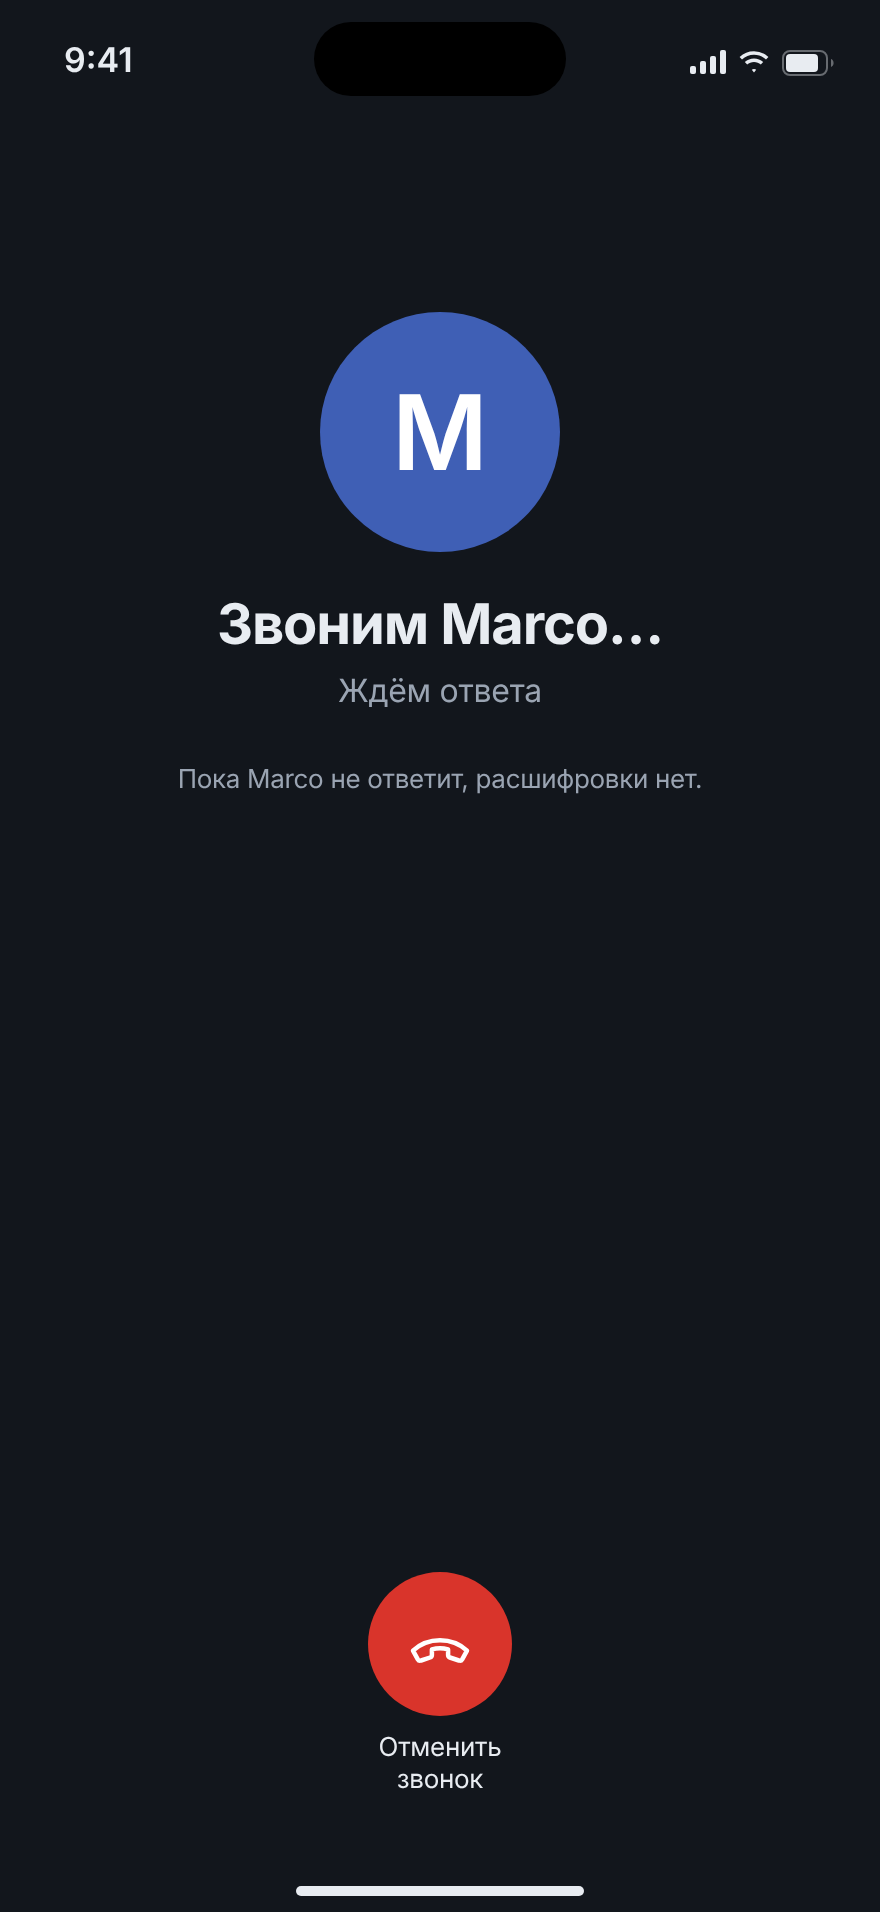 9:41
M
Звоним Marco...
Ждём ответа
Пока Marco не ответит, расшифровки нет.
Отменить
звонок